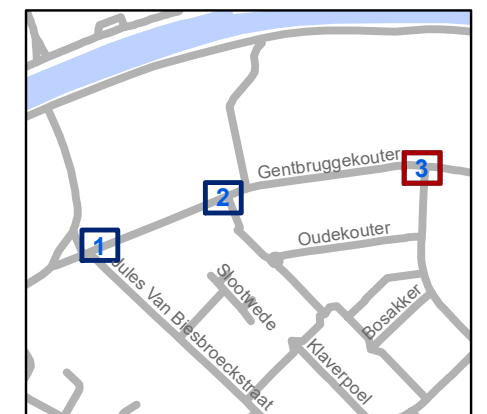 Gentbruggekouter
3
2
Oudekouter
1
Jules Van Biesbroeckstraat
Slootwede
Bosakker
Klaverpoel